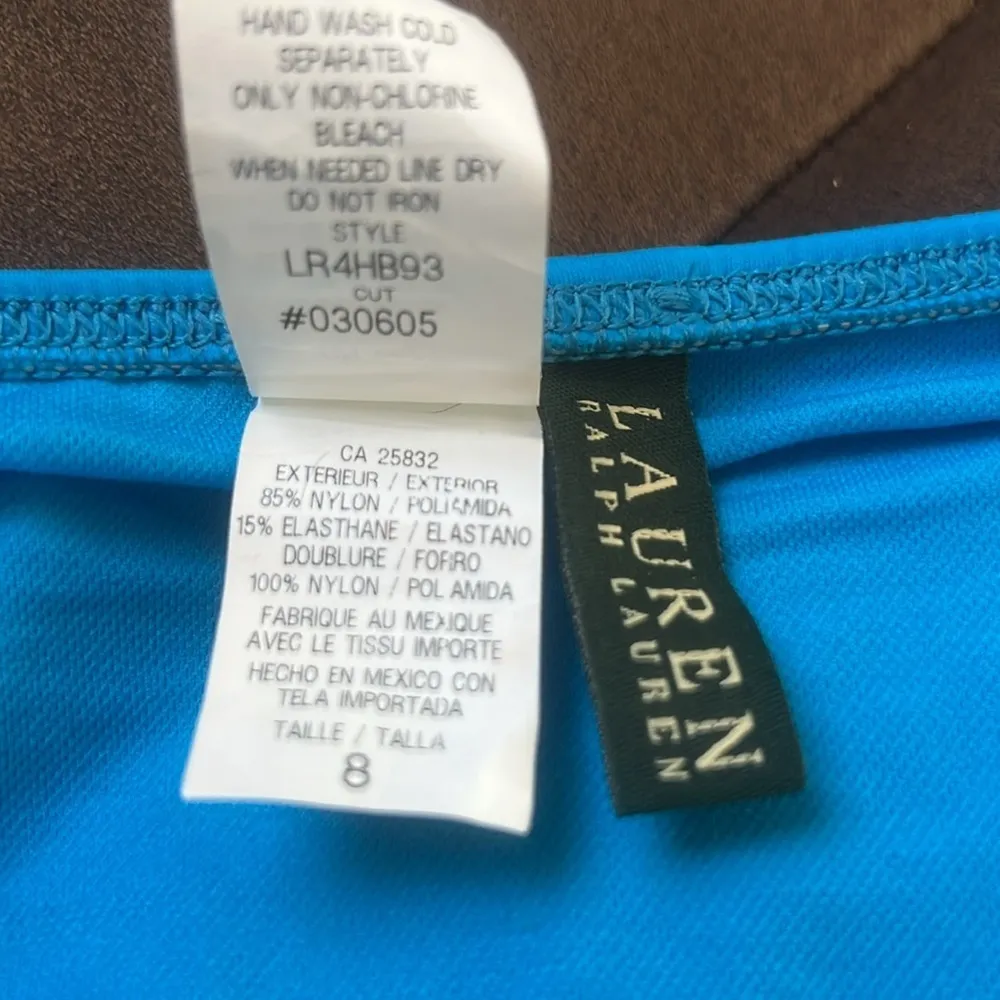 HAND WASH COLD
SEPARATELY
ONLY NON-CHLORINE
BLEACH
WHEN NEEDED LINE DRY
DO NOT IRON
STYLE
LR4HB93
CUT
#030605
CA 25832
EXTERIEUR / EXTERIOR
85% NYLON / POLIAMIDA
15% ELASTHANE / ELASTANO
DOUBLURE / FORRO
100% NYLON / POLIAMIDA
FABRIQUE AU MEXIQUE
AVEC LE TISSU IMPORTE
HECHO EN MEXICO CON
TELA IMPORTADA
TAILLE / TALLA
8
LAUREN
RALPH LAUREN